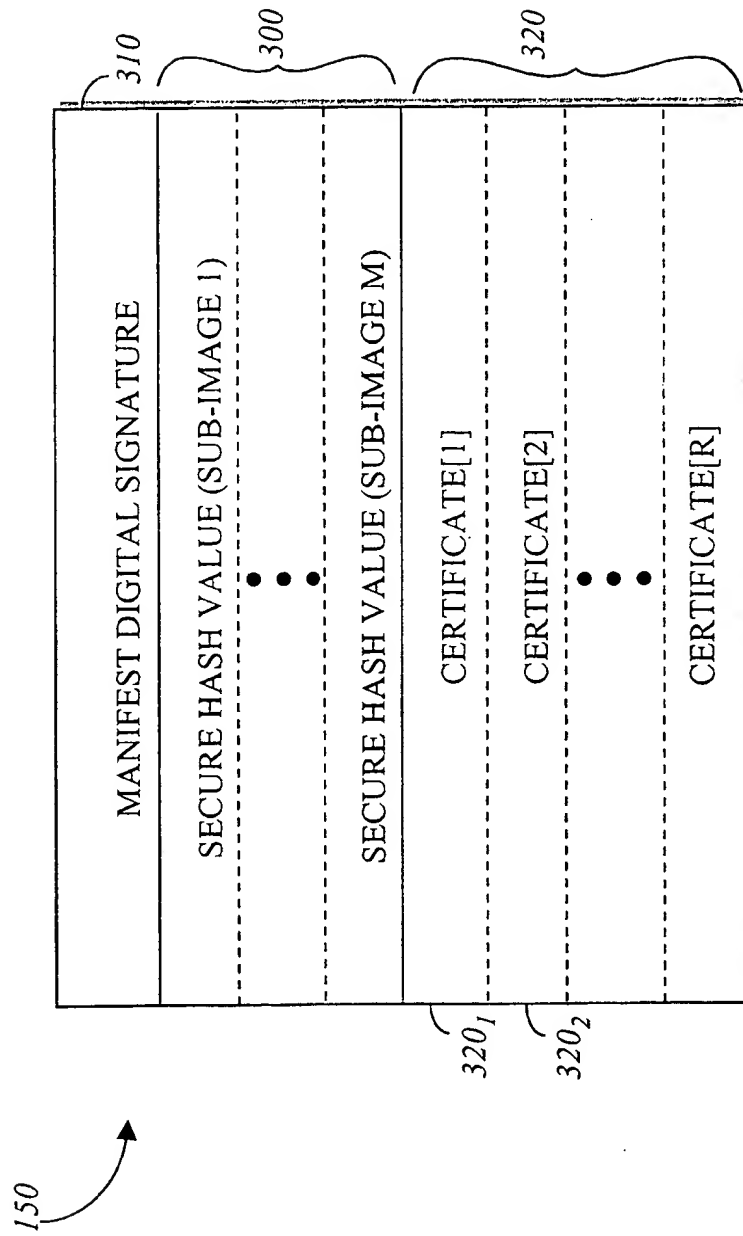 150
310
MANIFEST DIGITAL SIGNATURE
SECURE HASH VALUE (SUB-IMAGE 1)
SECURE HASH VALUE (SUB-IMAGE M)
300
CERTIFICATE[1]
CERTIFICATE[2]
CERTIFICATE[R]
320
320₁
320₂